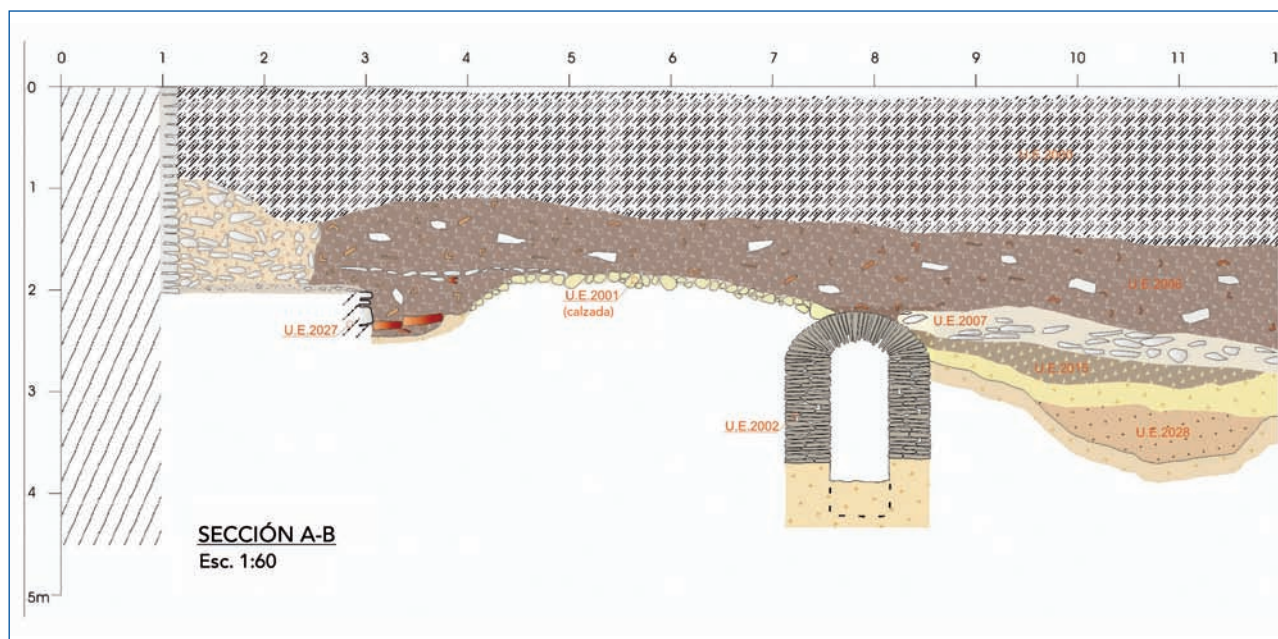 0 1 2 3 4 5 6 7 8 9 10 11 1
0
1
2
3
4
5m
U.E.2006
U.E.2001
(calzada)
U.E.2007
U.E.2027
U.E.2015
U.E.2002
U.E.2028
SECCIÓN A-B
Esc. 1:60